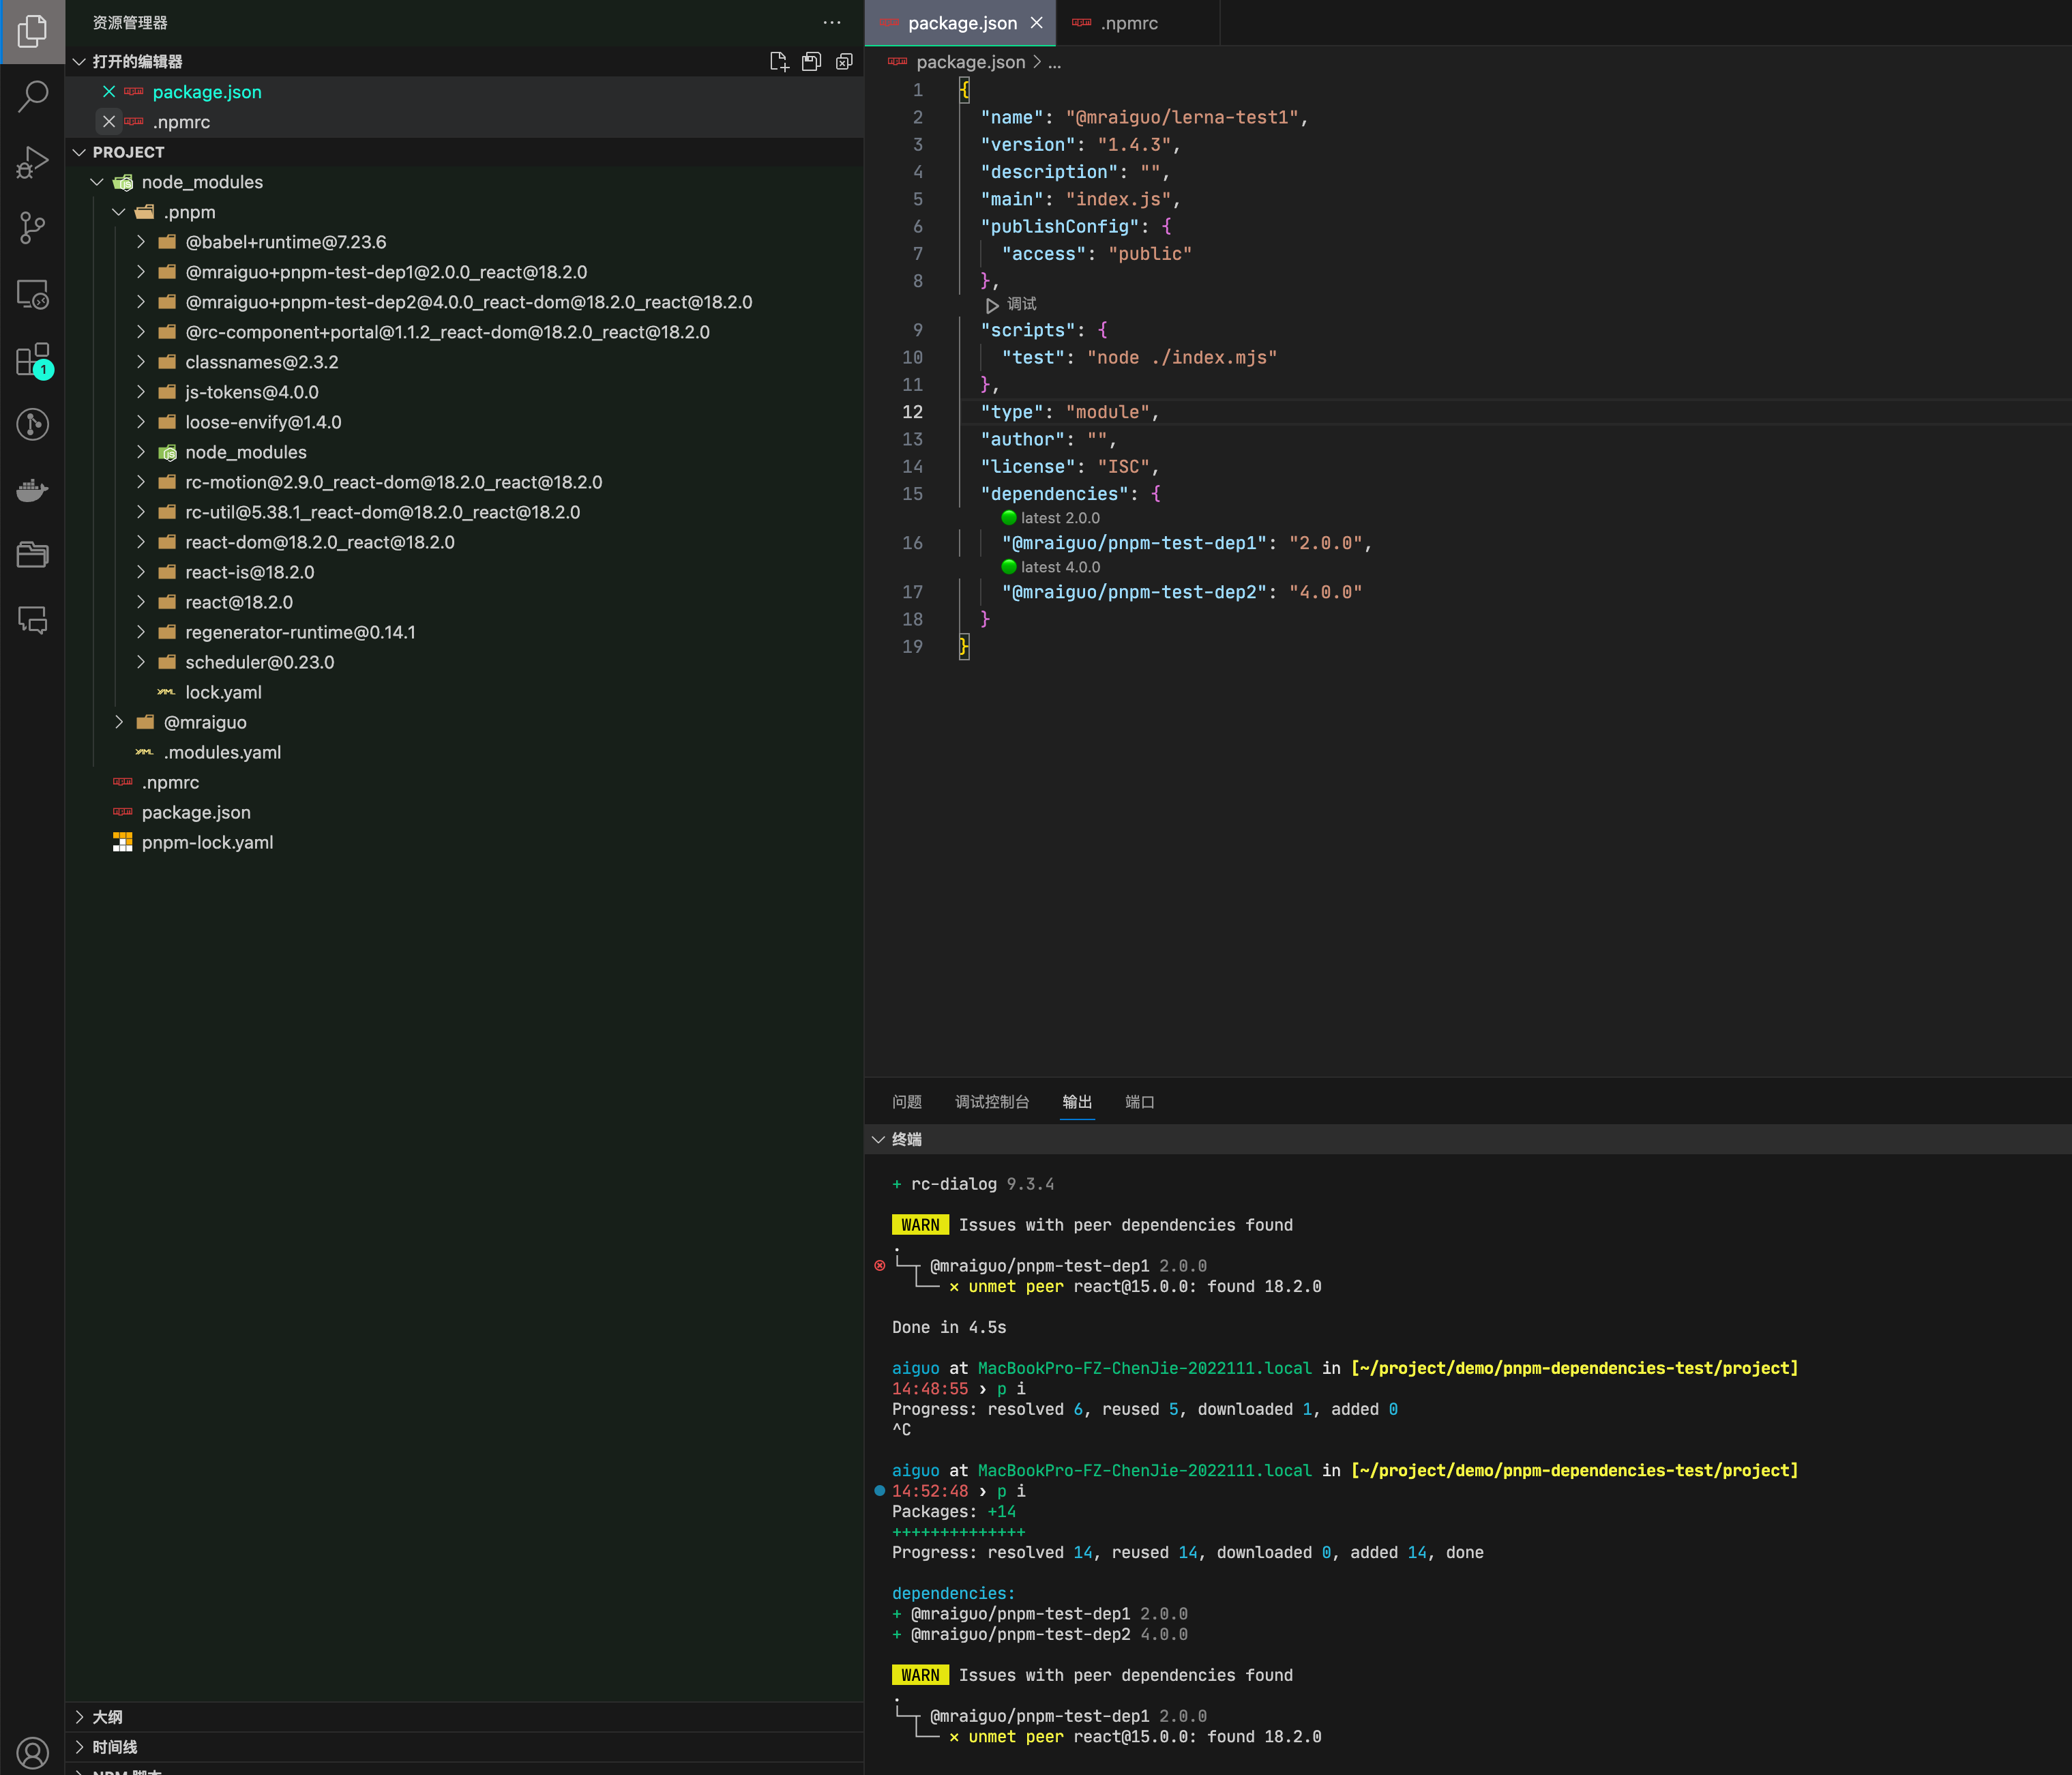 资源管理器
打开的编辑器
package.json
.npmrc
PROJECT
node_modules
.pnpm
@babel+runtime@7.23.6
@mraiguo+pnpm-test-dep1@2.0.0_react@18.2.0
@mraiguo+pnpm-test-dep2@4.0.0_react-dom@18.2.0_react@18.2.0
@rc-component+portal@1.1.2_react-dom@18.2.0_react@18.2.0
classnames@2.3.2
js-tokens@4.0.0
loose-envify@1.4.0
node_modules
rc-motion@2.9.0_react-dom@18.2.0_react@18.2.0
rc-util@5.38.1_react-dom@18.2.0_react@18.2.0
react-dom@18.2.0_react@18.2.0
react-is@18.2.0
react@18.2.0
regenerator-runtime@0.14.1
scheduler@0.23.0
lock.yaml
@mraiguo
.modules.yaml
.npmrc
package.json
pnpm-lock.yaml
大纲
时间线
NPM 脚本
1
package.json
.npmrc
package.json > ...
1 {
2 "name": "@mraiguo/lerna-test1",
3 "version": "1.4.3",
4 "description": "",
5 "main": "index.js",
6 "publishConfig": {
7 "access": "public"
8 },
调试
9 "scripts": {
10 "test": "node ./index.mjs"
11 },
12 "type": "module",
13 "author": "",
14 "license": "ISC",
15 "dependencies": {
latest 2.0.0
16 "@mraiguo/pnpm-test-dep1": "2.0.0",
latest 4.0.0
17 "@mraiguo/pnpm-test-dep2": "4.0.0"
18 }
19 }
问题 调试控制台 输出 端口
终端
+ rc-dialog 9.3.4
WARN Issues with peer dependencies found
.
└─┬ @mraiguo/pnpm-test-dep1 2.0.0
└── × unmet peer react@15.0.0: found 18.2.0
Done in 4.5s
aiguo at MacBookPro-FZ-ChenJie-2022111.local in [~/project/demo/pnpm-dependencies-test/project]
14:48:55 › p i
Progress: resolved 6, reused 5, downloaded 1, added 0
^C
aiguo at MacBookPro-FZ-ChenJie-2022111.local in [~/project/demo/pnpm-dependencies-test/project]
14:52:48 › p i
Packages: +14
++++++++++++++
Progress: resolved 14, reused 14, downloaded 0, added 14, done
dependencies:
+ @mraiguo/pnpm-test-dep1 2.0.0
+ @mraiguo/pnpm-test-dep2 4.0.0
WARN Issues with peer dependencies found
.
└─┬ @mraiguo/pnpm-test-dep1 2.0.0
└── × unmet peer react@15.0.0: found 18.2.0